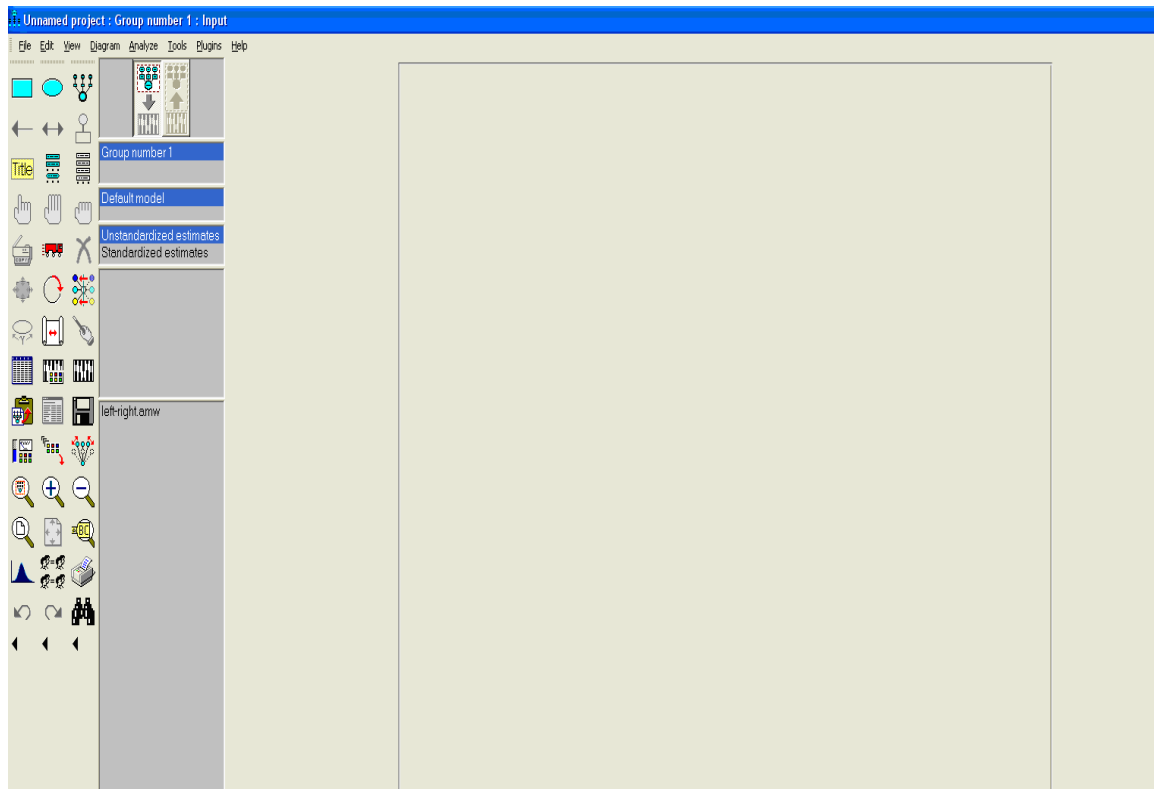 Unnamed project : Group number 1 : Input
File Edit View Diagram Analyze Tools Plugins Help
Group number 1
Title
Default model
Unstandardized estimates
Standardized estimates
left-right.amw